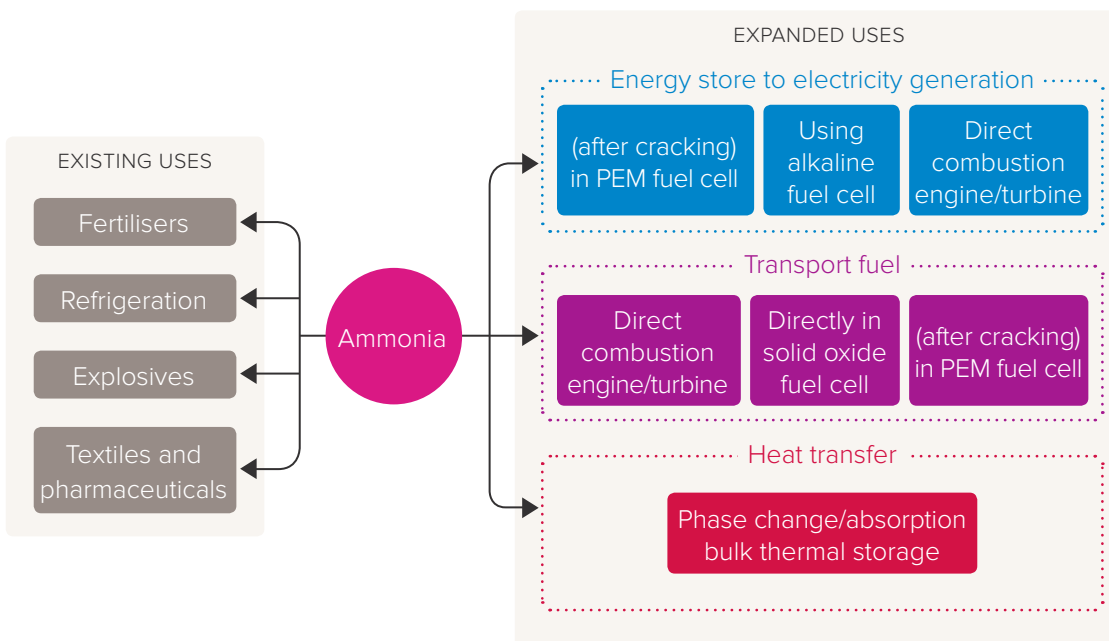 EXISTING USES
Fertilisers
Refrigeration
Explosives
Textiles and
pharmaceuticals
Ammonia
EXPANDED USES
Energy store to electricity generation
(after cracking)
in PEM fuel cell
Using
alkaline
fuel cell
Direct
combustion
engine/turbine
Transport fuel
Direct
combustion
engine/turbine
Directly in
solid oxide
fuel cell
(after cracking)
in PEM fuel cell
Heat transfer
Phase change/absorption
bulk thermal storage